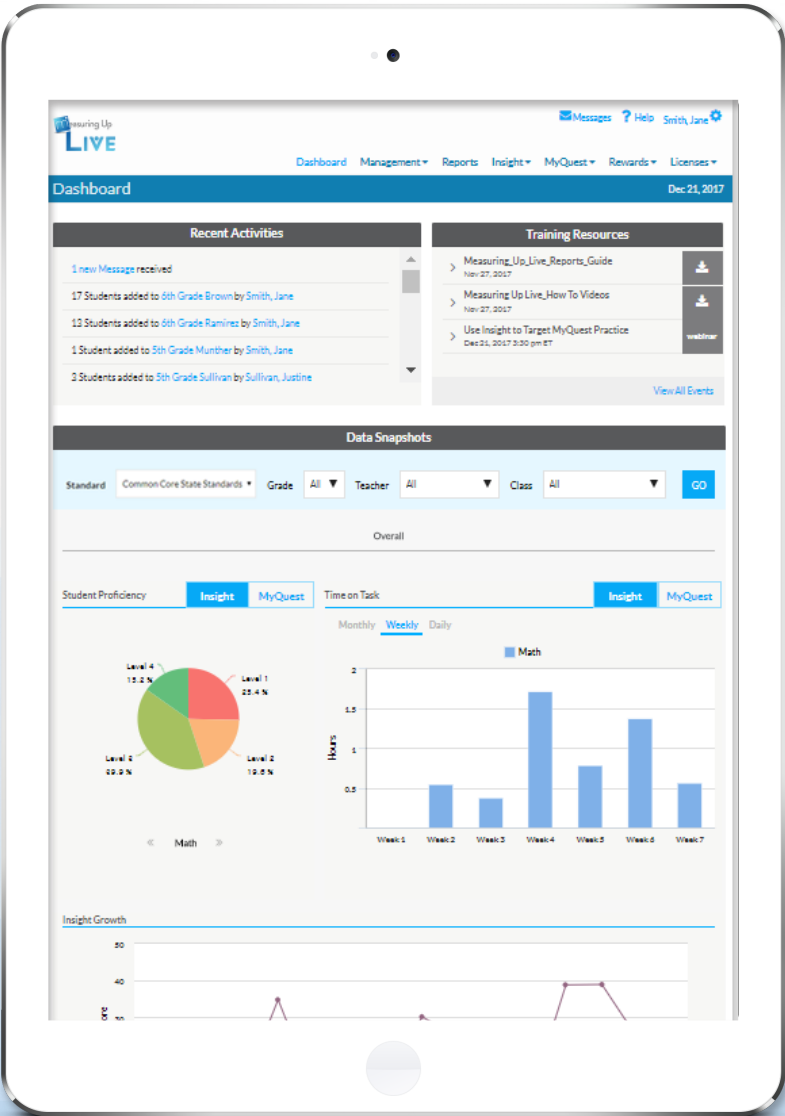 Measuring Up
LIVE
Messages ? Help Smith, Jane
Dashboard Management Reports Insight MyQuest Rewards Licenses
Dashboard Dec 21, 2017
Recent Activities
1 new Message received
17 Students added to 6th Grade Brown by Smith, Jane
13 Students added to 6th Grade Ramirez by Smith, Jane
1 Student added to 5th Grade Munther by Smith, Jane
3 Students added to 5th Grade Sullivan by Sullivan, Justine
Training Resources
Measuring_Up_Live_Reports_Guide
Nov 27, 2017
Measuring Up Live_How To Videos
Nov 27, 2017
Use Insight to Target MyQuest Practice
Dec 21, 2017 3:30 pm ET
webinar
View All Events
Data Snapshots
Standard Common Core State Standards Grade All Teacher All Class All GO
Overall
Student Proficiency Insight MyQuest
Level 4
15.2 %
Level 1
25.4 %
Level 2
19.6 %
Level 3
Math
Time on Task Insight MyQuest
Monthly Weekly Daily
Math
2
1.5
1
0.5
Hours
Week 1 Week 2 Week 3 Week 4 Week 5 Week 6 Week 7
Insight Growth
50
40